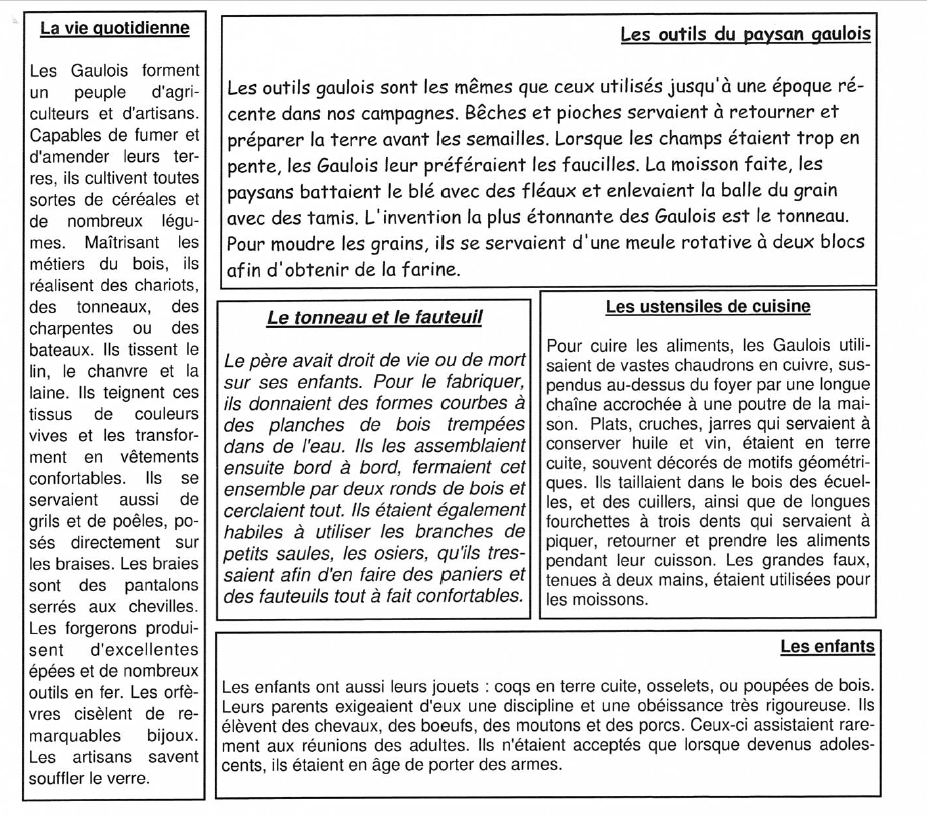 La vie quotidienne
Les Gaulois forment
un peuple d'agri-
culteurs et d'artisans.
Capables de fumer et
d'amender leurs ter-
res, ils cultivent toutes
sortes de céréales et
de nombreux légu-
mes. Maîtrisant les
métiers du bois, ils
réalisent des chariots,
des tonneaux, des
charpentes ou des
bateaux. Ils tissent le
lin, le chanvre et la
laine. Ils teignent ces
tissus de couleurs
vives et les transfor-
ment en vêtements
confortables. Ils se
servaient aussi de
grils et de poêles, po-
sés directement sur
les braises. Les braies
sont des pantalons
serrés aux chevilles.
Les forgerons produi-
sent d'excellentes
épées et de nombreux
outils en fer. Les orfè-
vres cisèlent de re-
marquables bijoux.
Les artisans savent
souffler le verre.
Les outils du paysan gaulois
Les outils gaulois sont les mêmes que ceux utilisés jusqu'à une époque ré-
cente dans nos campagnes. Bêches et pioches servaient à retourner et
préparer la terre avant les semailles. Lorsque les champs étaient trop en
pente, les Gaulois leur préféraient les faucilles. La moisson faite, les
paysans battaient le blé avec des fléaux et enlevaient la balle du grain
avec des tamis. L'invention la plus étonnante des Gaulois est le tonneau.
Pour moudre les grains, ils se servaient d'une meule rotative à deux blocs
afin d'obtenir de la farine.
Le tonneau et le fauteuil
Le père avait droit de vie ou de mort
sur ses enfants. Pour le fabriquer,
ils donnaient des formes courbes à
des planches de bois trempées
dans de l'eau. Ils les assemblaient
ensuite bord à bord, fermaient cet
ensemble par deux ronds de bois et
cerclaient tout. Ils étaient également
habiles à utiliser les branches de
petits saules, les osiers, qu'ils tres-
saient afin d'en faire des paniers et
des fauteuils tout à fait confortables.
Les ustensiles de cuisine
Pour cuire les aliments, les Gaulois utili-
saient de vastes chaudrons en cuivre, sus-
pendus au-dessus du foyer par une longue
chaîne accrochée à une poutre de la mai-
son. Plats, cruches, jarres qui servaient à
conserver huile et vin, étaient en terre
cuite, souvent décorés de motifs géométri-
ques. Ils taillaient dans le bois des écuel-
les, et des cuillers, ainsi que de longues
fourchettes à trois dents qui servaient à
piquer, retourner et prendre les aliments
pendant leur cuisson. Les grandes faux,
tenues à deux mains, étaient utilisées pour
les moissons.
Les enfants
Les enfants ont aussi leurs jouets : coqs en terre cuite, osselets, ou poupées de bois.
Leurs parents exigeaient d'eux une discipline et une obéissance très rigoureuse. Ils
élèvent des chevaux, des boeufs, des moutons et des porcs. Ceux-ci assistaient rare-
ment aux réunions des adultes. Ils n'étaient acceptés que lorsque devenus adoles-
cents, ils étaient en âge de porter des armes.